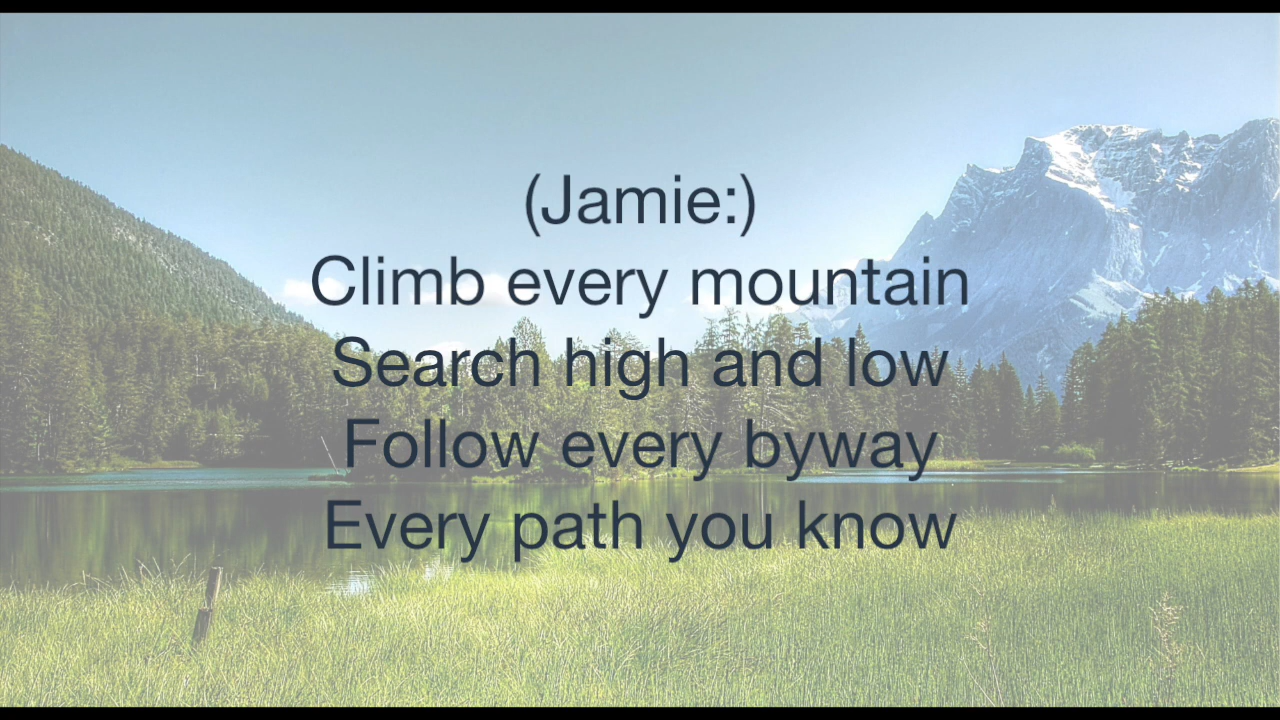 (Jamie:)
Climb every mountain
Search high and low
Follow every byway
Every path you know